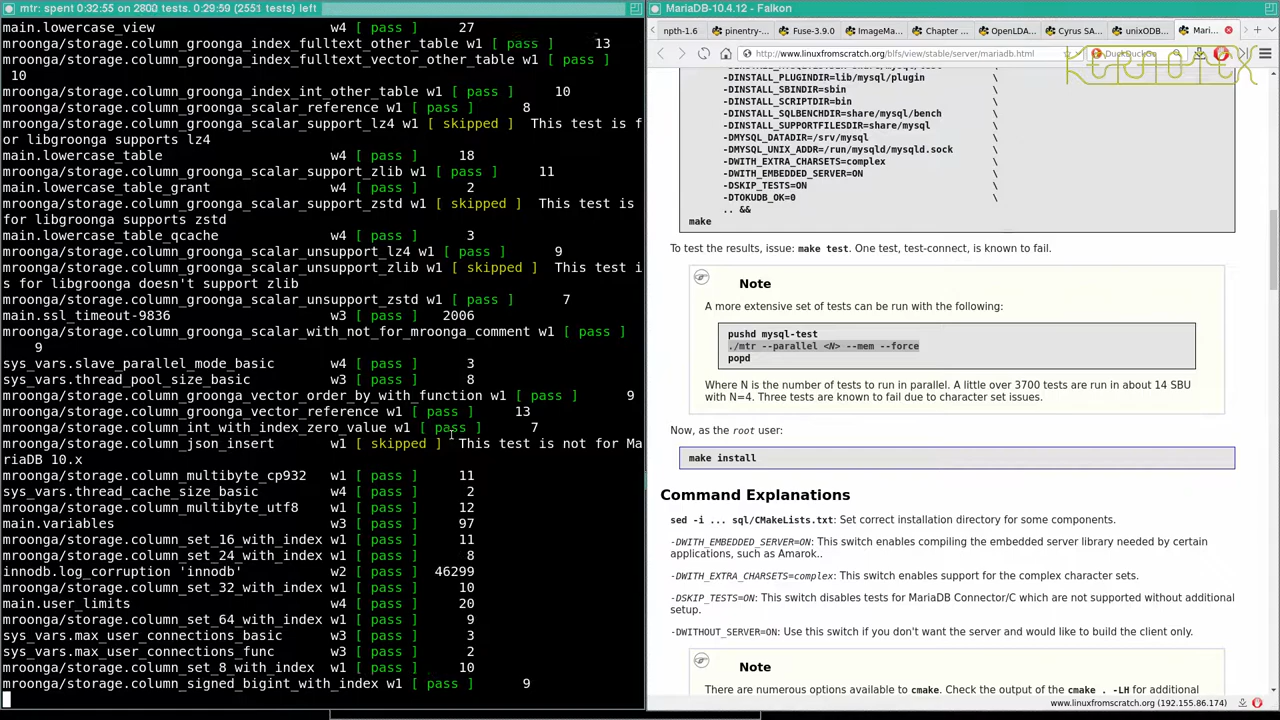 mtr: spent 0:32:55 on 2800 tests. 0:29:59 (2551 tests) left
main.lowercase_view w4 [ pass ] 27
mroonga/storage.column_groonga_index_fulltext_other_table w1 [ pass ] 13
mroonga/storage.column_groonga_index_fulltext_vector_other_table w1 [ pass ]
10
mroonga/storage.column_groonga_index_int_other_table w1 [ pass ] 10
mroonga/storage.column_groonga_scalar_reference w1 [ pass ] 8
mroonga/storage.column_groonga_scalar_support_lz4 w1 [ skipped ] This test is f
or libgroonga supports lz4
main.lowercase_table w4 [ pass ] 18
mroonga/storage.column_groonga_scalar_support_zlib w1 [ pass ] 11
main.lowercase_table_grant w4 [ pass ] 2
mroonga/storage.column_groonga_scalar_support_zstd w1 [ skipped ] This test is
for libgroonga supports zstd
main.lowercase_table_qcache w4 [ pass ] 3
mroonga/storage.column_groonga_scalar_unsupport_lz4 w1 [ pass ] 9
mroonga/storage.column_groonga_scalar_unsupport_zlib w1 [ skipped ] This test i
s for libgroonga doesn't support zlib
mroonga/storage.column_groonga_scalar_unsupport_zstd w1 [ pass ] 7
main.ssl_timeout-9836 w3 [ pass ] 2006
mroonga/storage.column_groonga_scalar_with_not_for_mroonga_comment w1 [ pass ]
9
sys_vars.slave_parallel_mode_basic w4 [ pass ] 3
sys_vars.thread_pool_size_basic w3 [ pass ] 8
mroonga/storage.column_groonga_vector_order_by_with_function w1 [ pass ] 9
mroonga/storage.column_groonga_vector_reference w1 [ pass ] 13
mroonga/storage.column_int_with_index_zero_value w1 [ pass ] 7
mroonga/storage.column_json_insert w1 [ skipped ] This test is not for Ma
riaDB 10.x
mroonga/storage.column_multibyte_cp932 w1 [ pass ] 11
sys_vars.thread_cache_size_basic w4 [ pass ] 2
mroonga/storage.column_multibyte_utf8 w1 [ pass ] 12
main.variables w3 [ pass ] 97
mroonga/storage.column_set_16_with_index w1 [ pass ] 11
mroonga/storage.column_set_24_with_index w1 [ pass ] 8
innodb.log_corruption 'innodb' w2 [ pass ] 46299
mroonga/storage.column_set_32_with_index w1 [ pass ] 10
main.user_limits w4 [ pass ] 20
mroonga/storage.column_set_64_with_index w1 [ pass ] 9
sys_vars.max_user_connections_basic w3 [ pass ] 3
sys_vars.max_user_connections_func w3 [ pass ] 2
mroonga/storage.column_set_8_with_index w1 [ pass ] 10
mroonga/storage.column_signed_bigint_with_index w1 [ pass ] 9
MariaDB-10.4.12 - Falkon
npth-1.6 pinentry-... Fuse-3.9.0 ImageMa... Chapter ... OpenLDA... Cyrus SA... unixODB... Mari...
http://www.linuxfromscratch.org/blfs/view/stable/server/mariadb.html
-DINSTALL_PLUGINDIR=lib/mysql/plugin \
-DINSTALL_SBINDIR=sbin \
-DINSTALL_SCRIPTDIR=bin \
-DINSTALL_SQLBENCHDIR=share/mysql/bench \
-DINSTALL_SUPPORTFILESDIR=share/mysql \
-DMYSQL_DATADIR=/srv/mysql \
-DMYSQL_UNIX_ADDR=/run/mysqld/mysqld.sock \
-DWITH_EXTRA_CHARSETS=complex \
-DWITH_EMBEDDED_SERVER=ON \
-DSKIP_TESTS=ON \
-DTOKUDB_OK=0 \
.. &&
make
To test the results, issue: make test. One test, test-connect, is known to fail.
Note
A more extensive set of tests can be run with the following:
pushd mysql-test
./mtr --parallel <N> --mem --force
popd
Where N is the number of tests to run in parallel. A little over 3700 tests are run in about 14 SBU
with N=4. Three tests are known to fail due to character set issues.
Now, as the root user:
make install
Command Explanations
sed -i ... sql/CMakeLists.txt: Set correct installation directory for some components.
-DWITH_EMBEDDED_SERVER=ON: This switch enables compiling the embedded server library needed by certain
applications, such as Amarok..
-DWITH_EXTRA_CHARSETS=complex: This switch enables support for the complex character sets.
-DSKIP_TESTS=ON: This switch disables tests for MariaDB Connector/C which are not supported without additional
setup.
-DWITHOUT_SERVER=ON: Use this switch if you don't want the server and would like to build the client only.
Note
There are numerous options available to cmake. Check the output of the cmake . -LH for additional
www.linuxfromscratch.org (192.155.86.174)